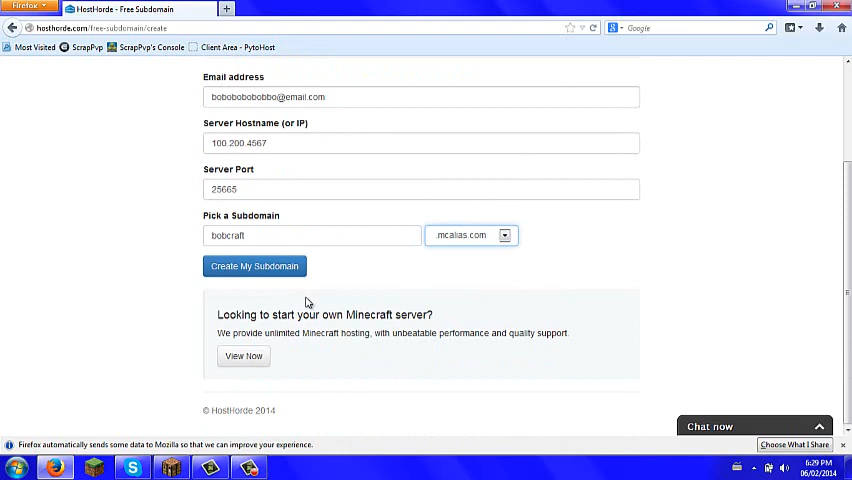 Firefox
HostHorde - Free Subdomain
hosthorde.com/free-subdomain/create
Google
Most Visited
ScrapPvp
ScrapPvp's Console
Client Area - PytoHost
Email address
bobobobobobbo@email.com
Server Hostname (or IP)
100.200.4567
Server Port
25665
Pick a Subdomain
bobcraft
.mcalias.com
Create My Subdomain
Looking to start your own Minecraft server?
We provide unlimited Minecraft hosting, with unbeatable performance and quality support.
View Now
© HostHorde 2014
Chat now
Firefox automatically sends some data to Mozilla so that we can improve your experience.
Choose What I Share
6:29 PM
06/02/2014